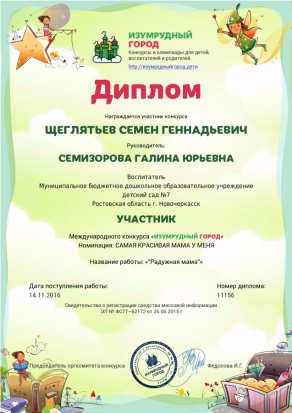 ИЗУМРУДНЫЙ
ГОРОД
Конкурсы и олимпиады для детей,
воспитателей и родителей
http://изумрудныйгород.дети
Диплом
Награждается участник конкурса
ЩЕГЛЯТЬЕВ СЕМЕН ГЕННАДЬЕВИЧ
Руководитель:
СЕМИЗОРОВА ГАЛИНА ЮРЬЕВНА
Воспитатель
Муниципальное бюджетное дошкольное образовательное учреждение
детский сад №7
Ростовская область г. Новочеркасск
УЧАСТНИК
Международного конкурса «ИЗУМРУДНЫЙ ГОРОД»
Номинация: САМАЯ КРАСИВАЯ МАМА У МЕНЯ
Название работы: «"Радужная мама"»
Дата поступления работы: Номер диплома:
14.11.2016 11156
Свидетельство о регистрации средства массовой информации
ЭЛ № ФС77–62172 от 26.06.2015 г
Председатель оргкомитета конкурса Федосова И.Г.
ИЗУМРУДНЫЙ
ГОРОД